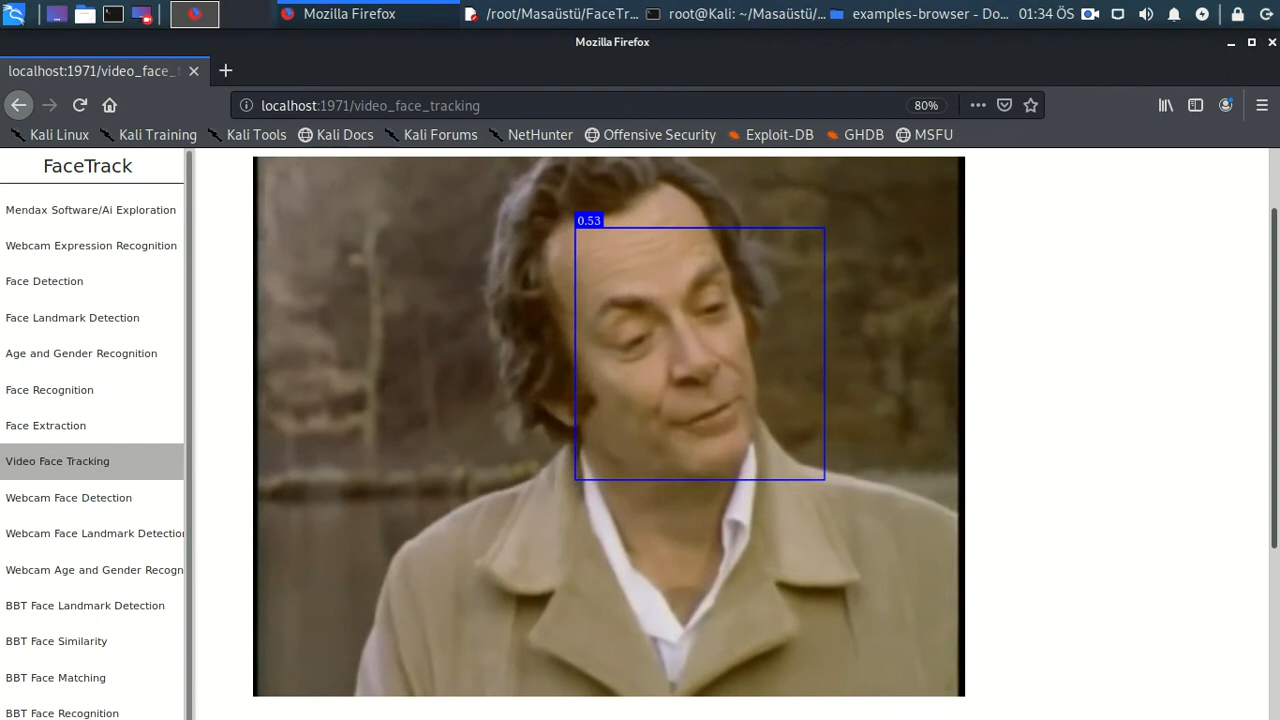 Mozilla Firefox
/root/Masaüstü/FaceTr...
root@Kali: ~/Masaüstü/...
examples-browser - Do...
01:34 ÖS
Mozilla Firefox
localhost:1971/video_face_t
localhost:1971/video_face_tracking
80%
Kali Linux
Kali Training
Kali Tools
Kali Docs
Kali Forums
NetHunter
Offensive Security
Exploit-DB
GHDB
MSFU
FaceTrack
Mendax Software/Ai Exploration
Webcam Expression Recognition
Face Detection
Face Landmark Detection
Age and Gender Recognition
Face Recognition
Face Extraction
Video Face Tracking
Webcam Face Detection
Webcam Face Landmark Detection
Webcam Age and Gender Recogn
BBT Face Landmark Detection
BBT Face Similarity
BBT Face Matching
BBT Face Recognition
0.53